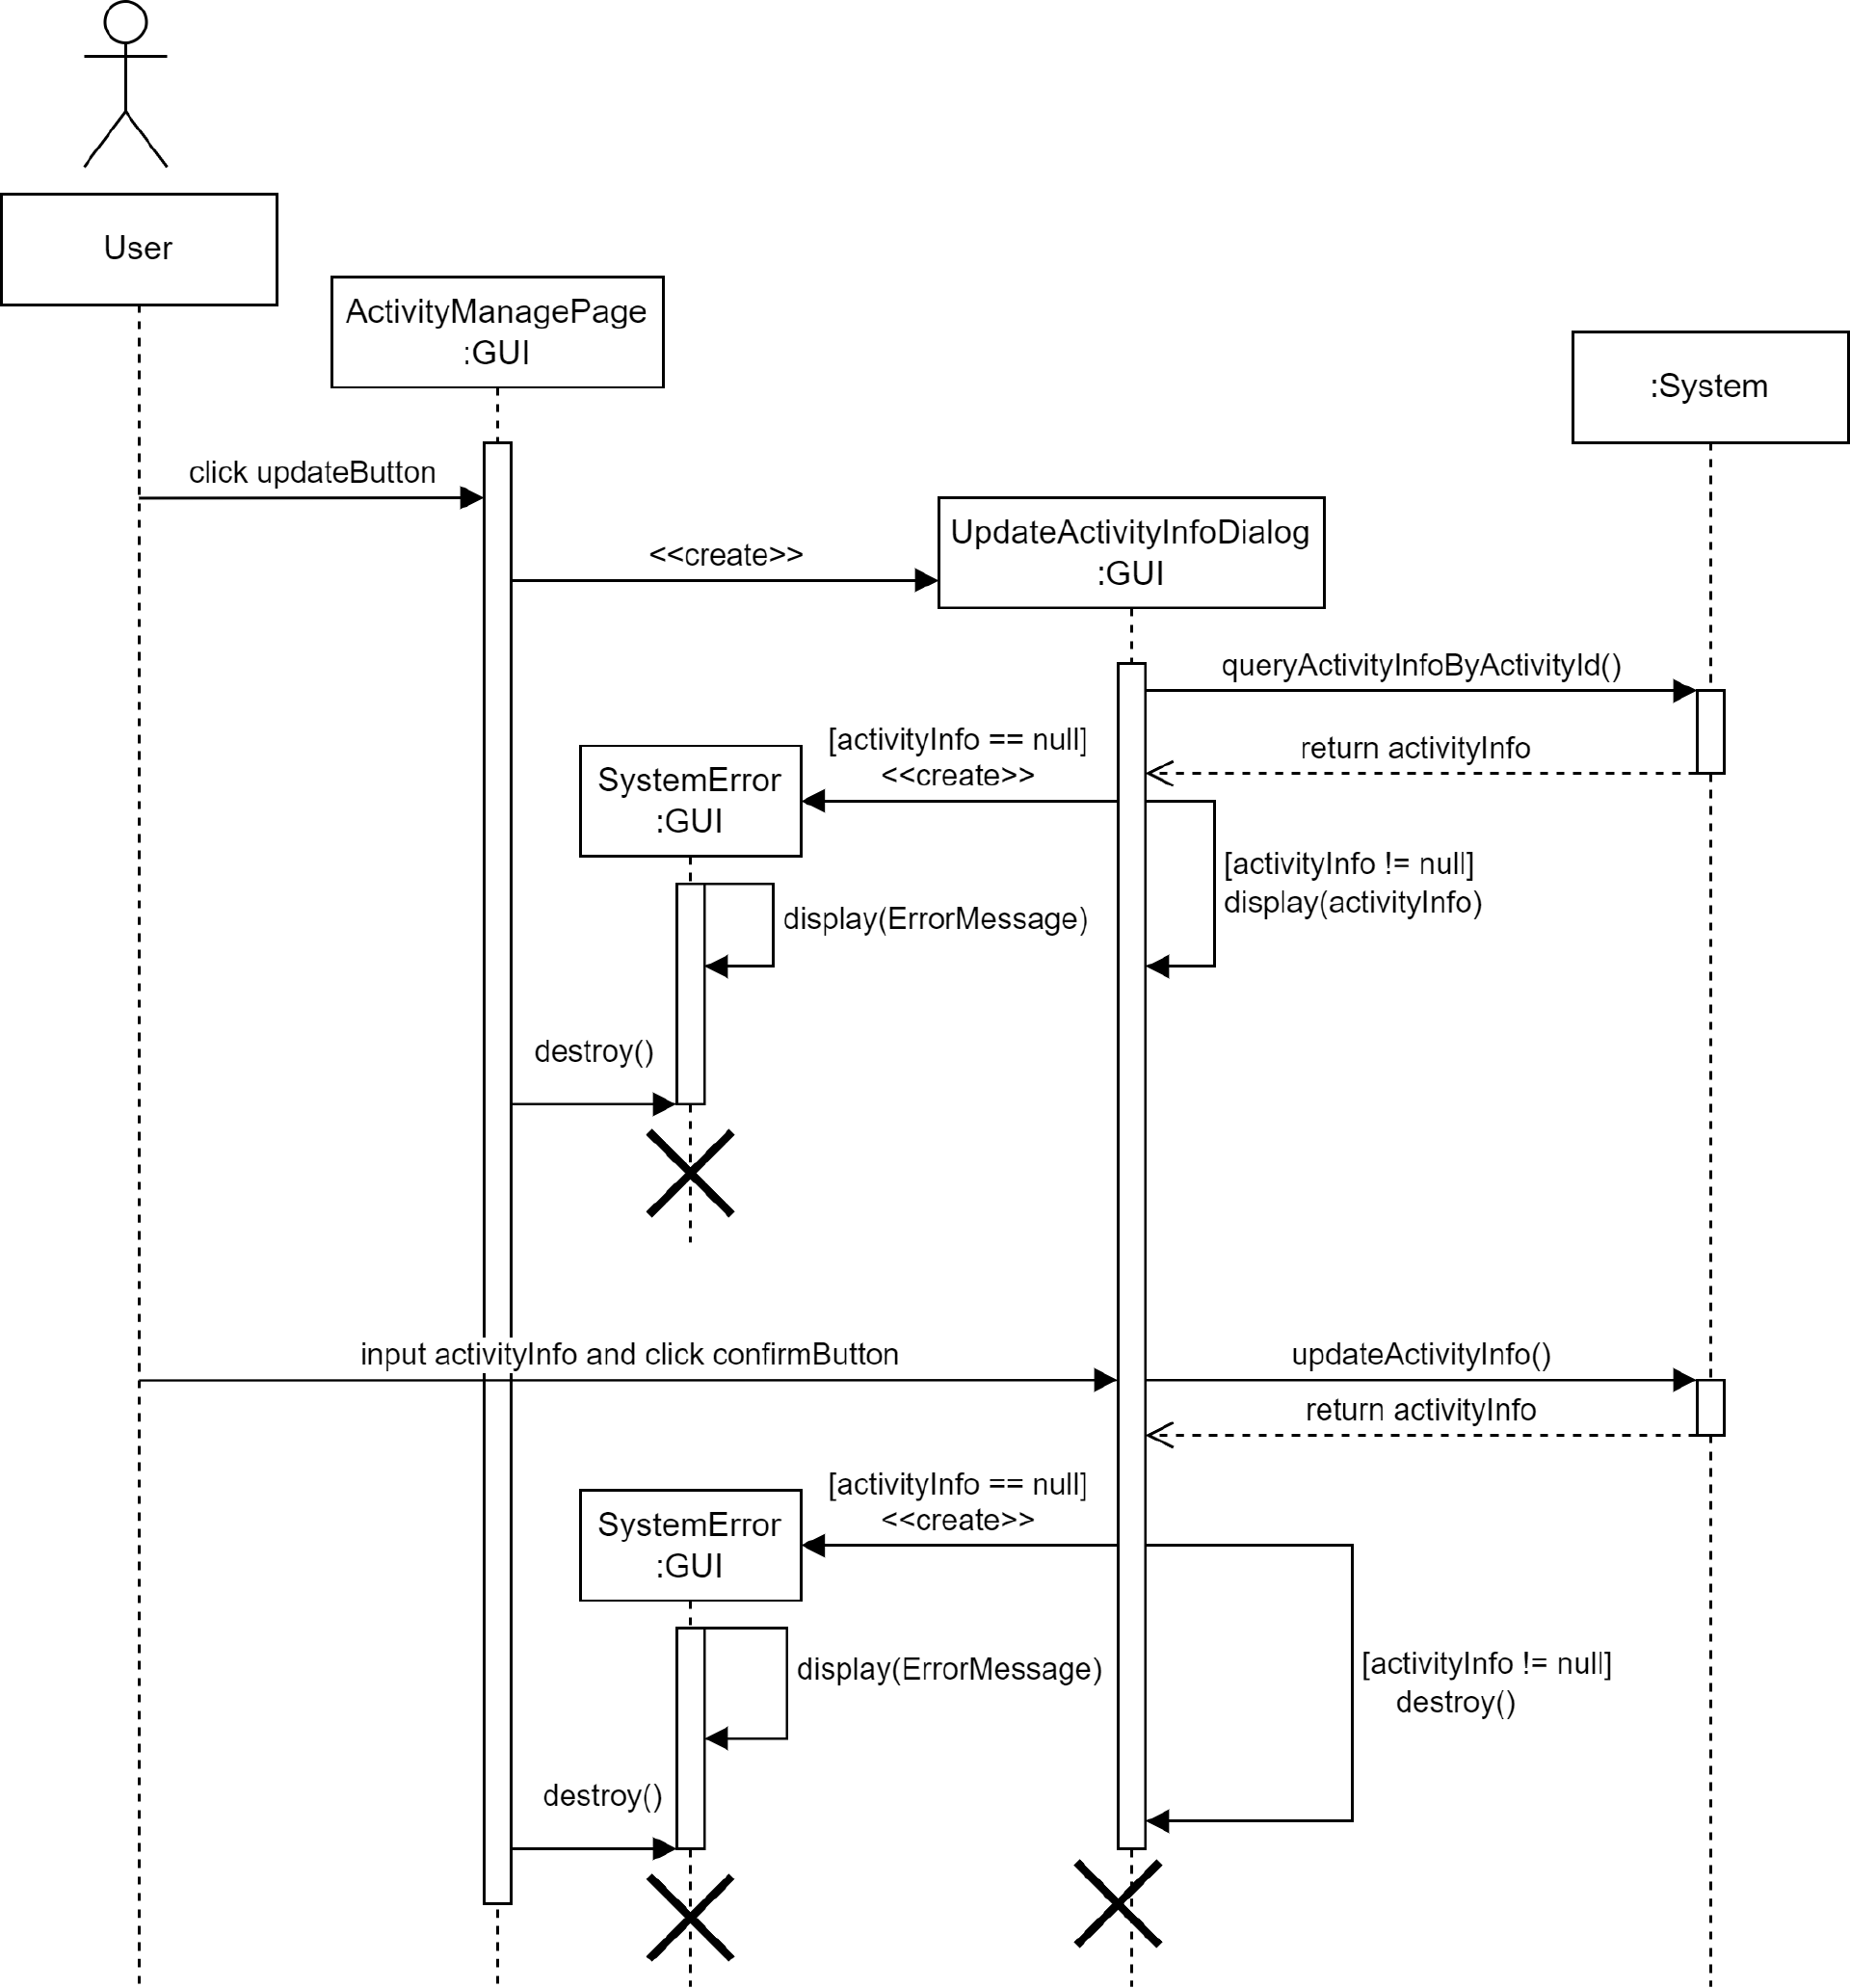 User
ActivityManagePage
:GUI
:System
click updateButton
<<create>>
UpdateActivityInfoDialog
:GUI
queryActivityInfoByActivityId()
[activityInfo == null]
<<create>>
return activityInfo
SystemError
:GUI
[activityInfo != null]
display(activityInfo)
display(ErrorMessage)
destroy()
input activityInfo and click confirmButton
updateActivityInfo()
return activityInfo
[activityInfo == null]
<<create>>
SystemError
:GUI
display(ErrorMessage)
[activityInfo != null]
destroy()
destroy()